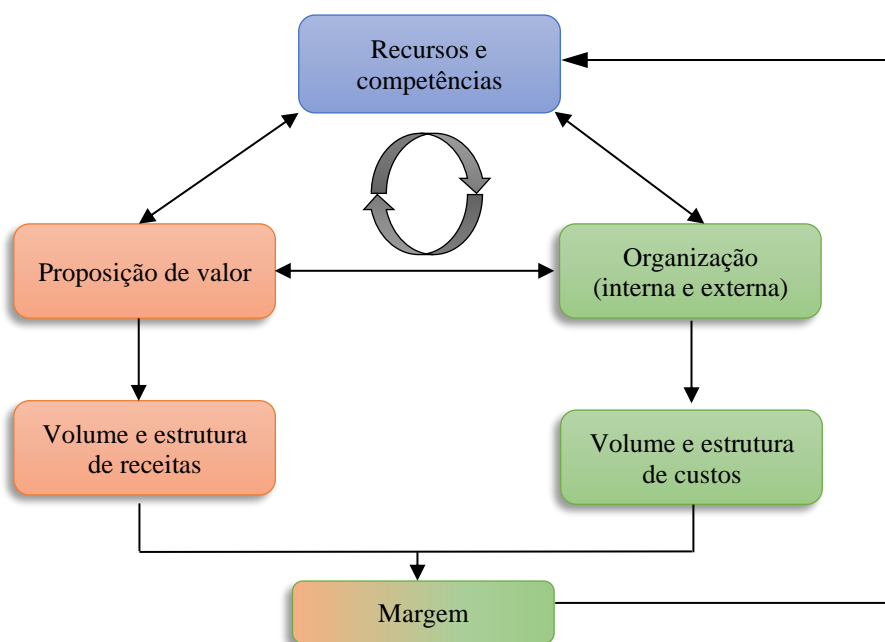 Recursos e
competências
Proposição de valor
Organização
(interna e externa)
Volume e estrutura
de receitas
Volume e estrutura
de custos
Margem